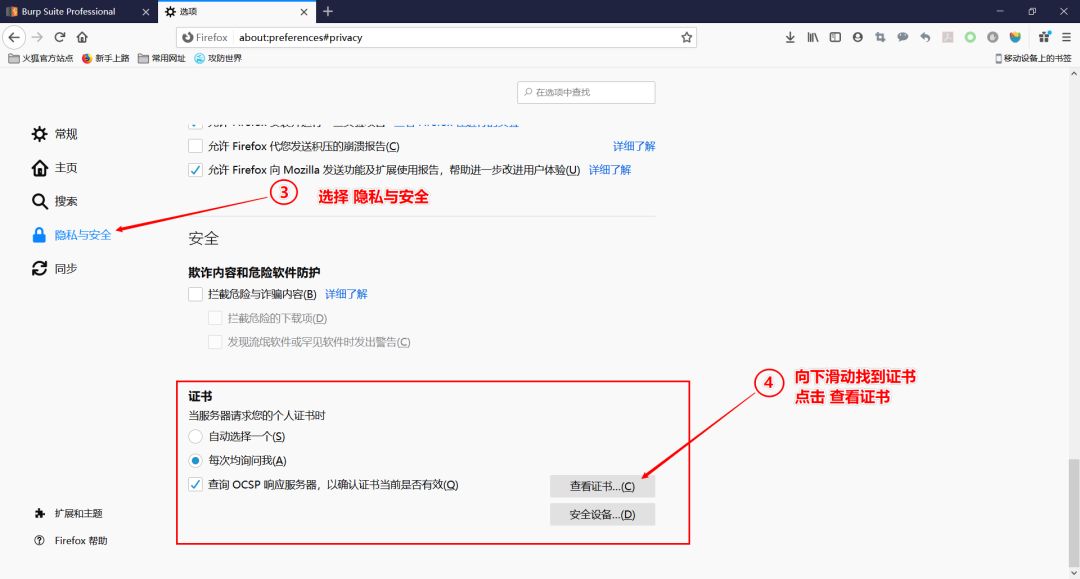 Burp Suite Professional
选项
Firefox
about:preferences#privacy
火狐官方站点
新手上路
常用网址
攻防世界
移动设备上的书签
在选项中查找
常规
主页
搜索
隐私与安全
同步
允许 Firefox 代您发送积压的崩溃报告(C)
详细了解
允许 Firefox 向 Mozilla 发送功能及扩展使用报告，帮助进一步改进用户体验(U)
详细了解
3
选择 隐私与安全
安全
欺诈内容和危险软件防护
拦截危险与诈骗内容(B)
详细了解
拦截危险的下载项(D)
发现流氓软件或罕见软件时发出警告(C)
证书
当服务器请求您的个人证书时
自动选择一个(S)
每次均询问我(A)
查询 OCSP 响应服务器，以确认证书当前是否有效(Q)
查看证书...(C)
安全设备...(D)
4
向下滑动找到证书
点击 查看证书
扩展和主题
Firefox 帮助